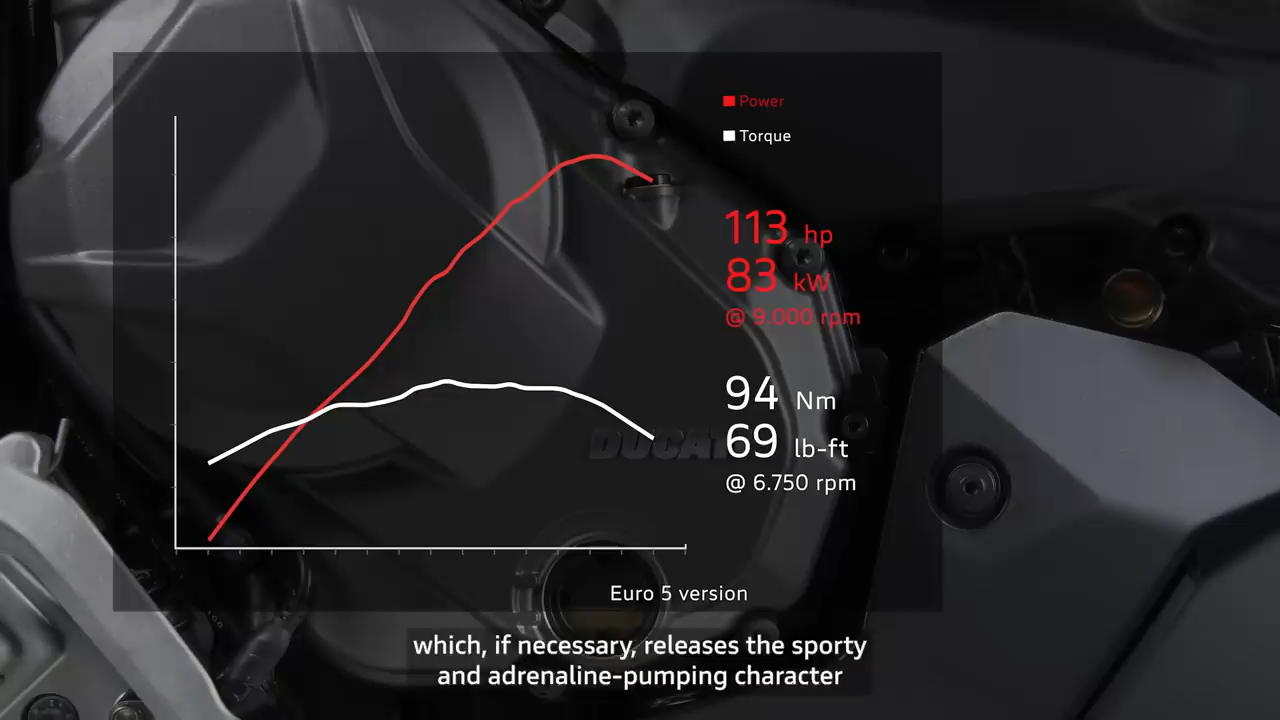 Power
Torque
113 hp
83 kW
@ 9.000 rpm
DUCATI
94 Nm
69 lb-ft
@ 6.750 rpm
Euro 5 version
which, if necessary, releases the sporty
and adrenaline-pumping character